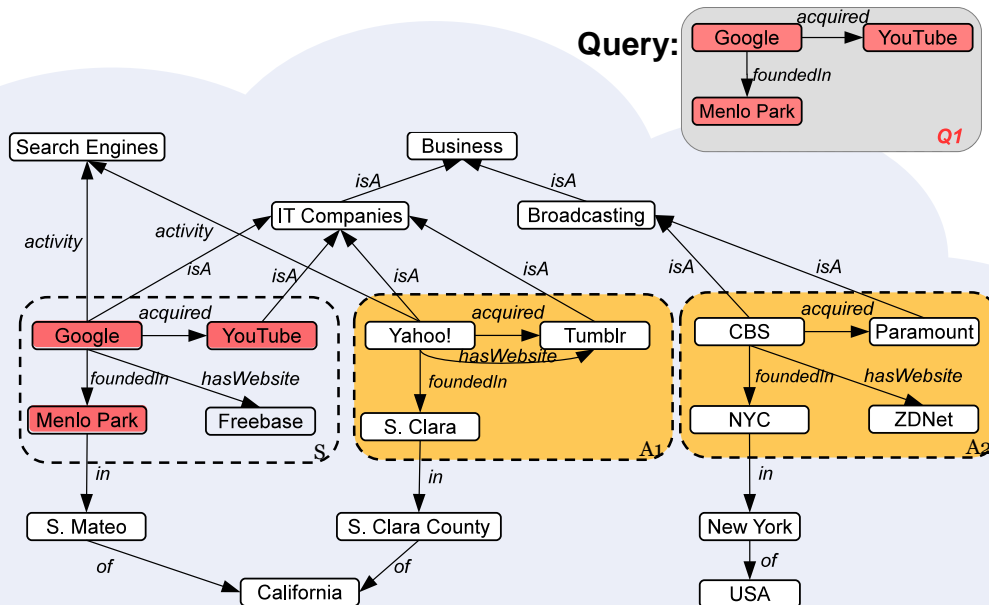 Query:
Google
acquired
YouTube
foundedIn
Menlo Park
Q1
Search Engines
Business
isA
isA
IT Companies
Broadcasting
activity
activity
isA
isA
isA
isA
isA
isA
Google
acquired
YouTube
Yahoo!
acquired
Tumblr
CBS
acquired
Paramount
hasWebsite
foundedIn
hasWebsite
foundedIn
foundedIn
hasWebsite
Menlo Park
Freebase
S. Clara
NYC
ZDNet
S
A1
A2
in
in
in
S. Mateo
S. Clara County
New York
of
of
of
California
USA